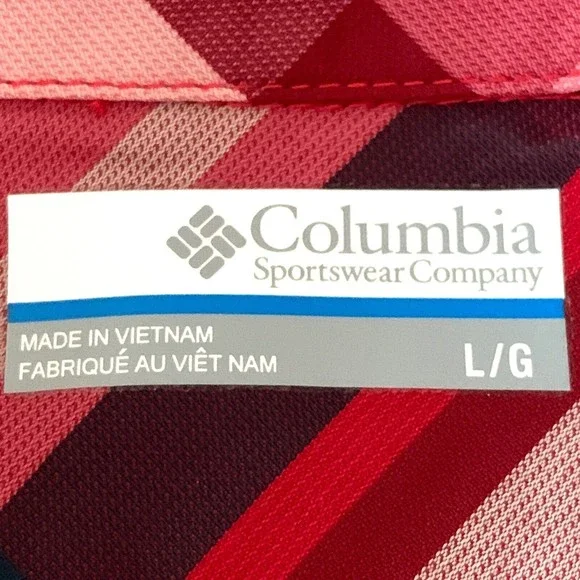 Columbia
Sportswear Company
MADE IN VIETNAM
FABRIQUÉ AU VIÊT NAM
L/G